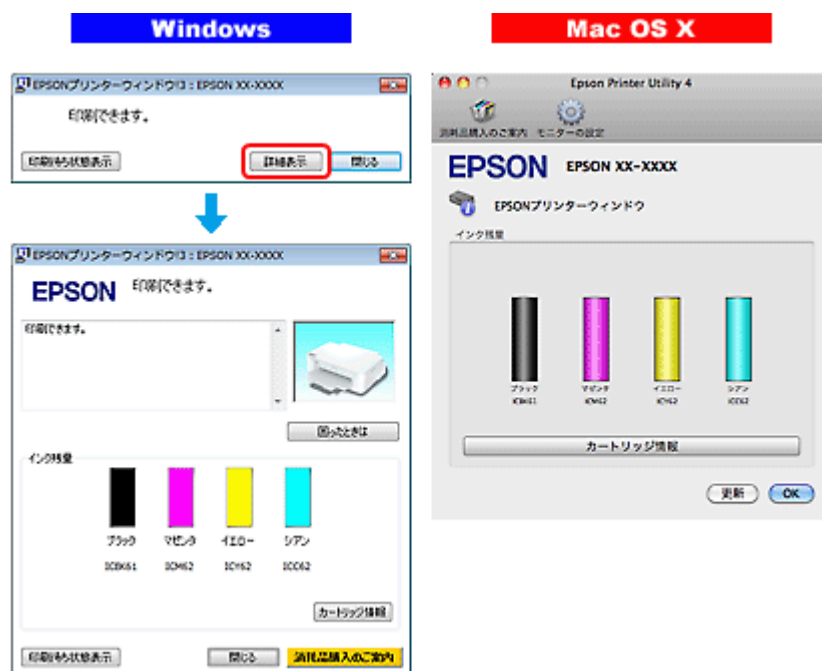 Windows
EPSONプリンターウィンドウ!3 : EPSON XX-XXXX
印刷できます。
印刷待ち状態表示
詳細表示
閉じる
EPSONプリンターウィンドウ!3 : EPSON XX-XXXX
EPSON
印刷できます。
印刷できます。
困ったときは
インク残量
ブラック
マゼンタ
イエロー
シアン
ICBK61
ICM62
ICY62
ICC62
カートリッジ情報
印刷待ち状態表示
閉じる
消耗品購入のご案内
Mac OS X
Epson Printer Utility 4
消耗品購入のご案内
モニターの設定
EPSON
EPSON XX-XXXX
EPSONプリンターウィンドウ
インク残量
ブラック
マゼンタ
イエロー
シアン
ICBK61
ICM62
ICY62
ICC62
カートリッジ情報
更新
OK